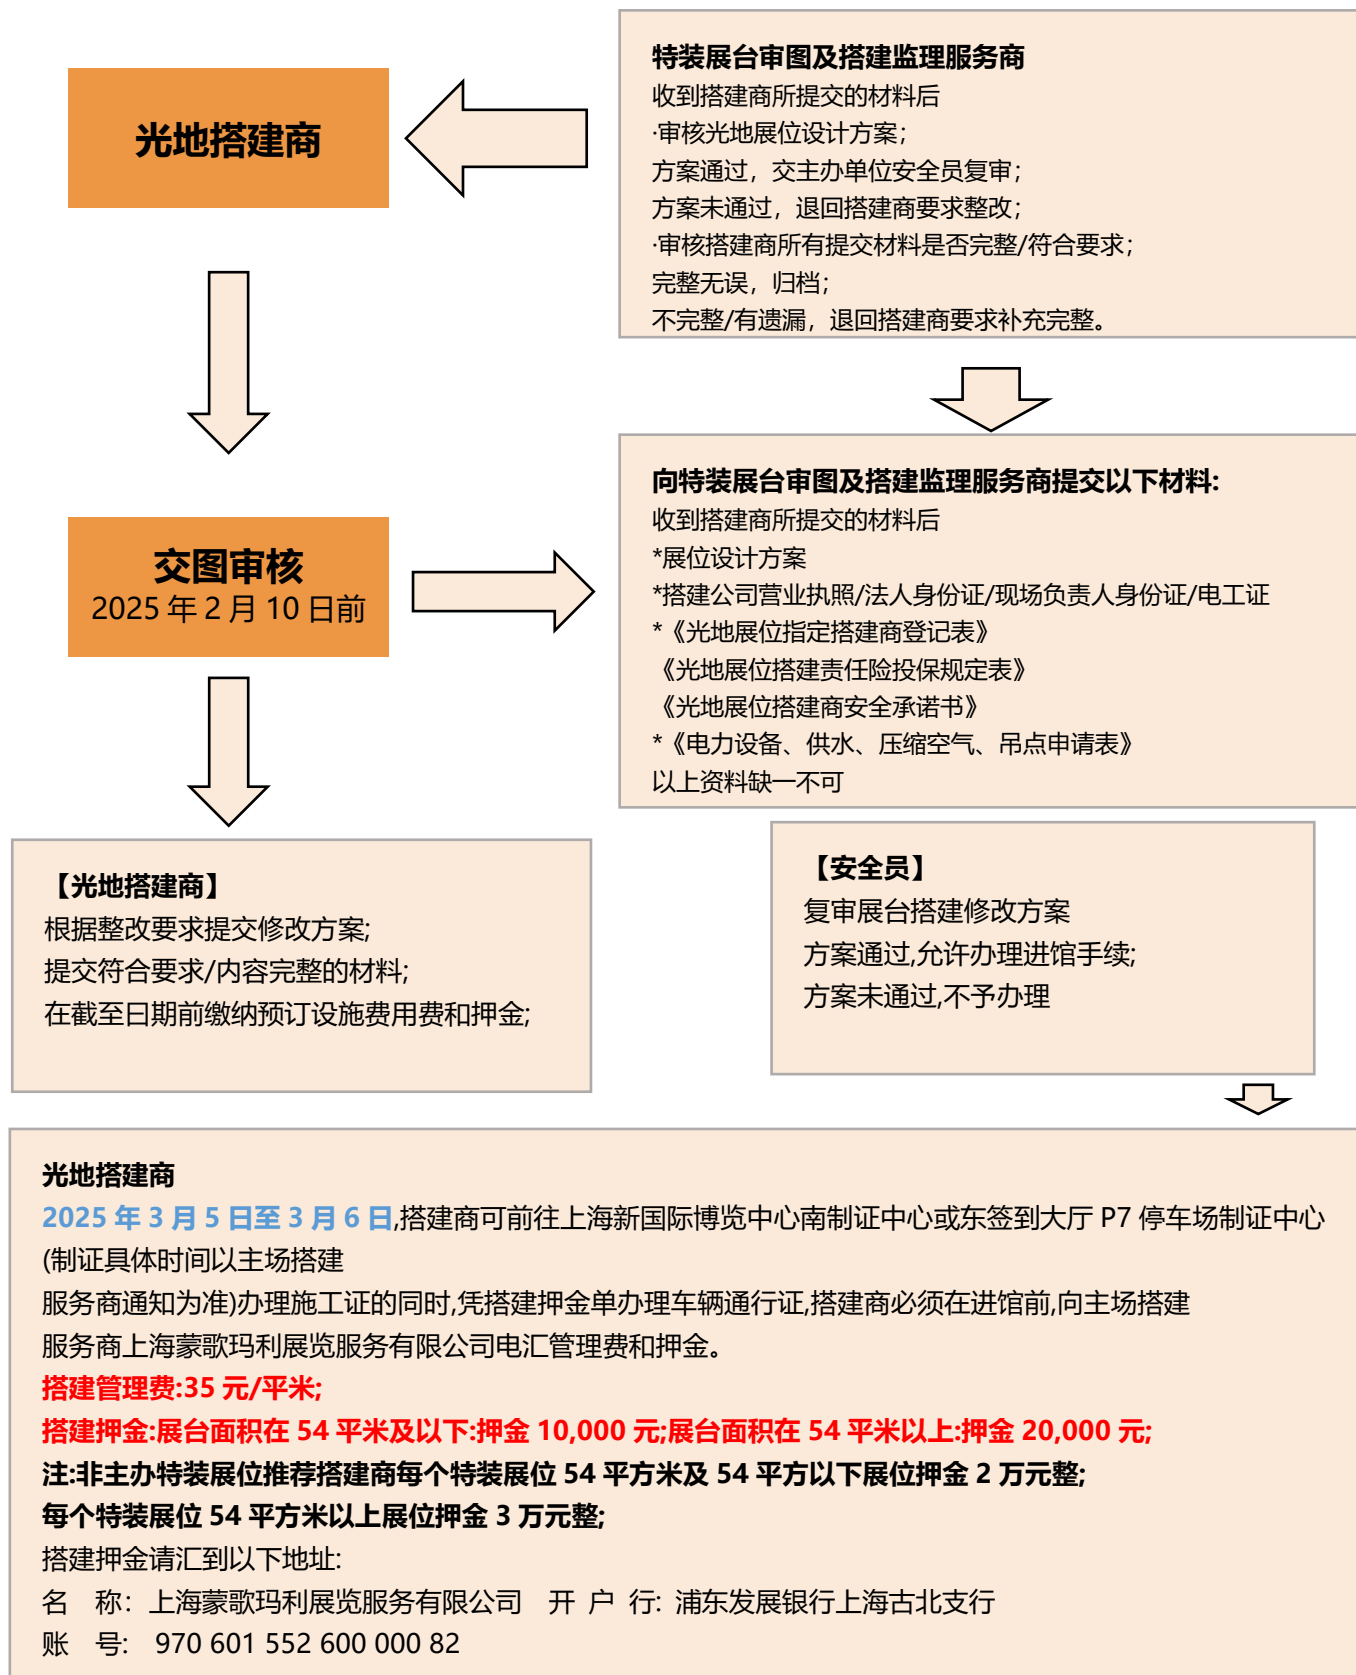 光地搭建商
特装展台审图及搭建监理服务商
收到搭建商所提交的材料后
·审核光地展位设计方案；
方案通过，交主办单位安全员复审；
方案未通过，退回搭建商要求整改；
·审核搭建商所有提交材料是否完整/符合要求；
完整无误，归档；
不完整/有遗漏，退回搭建商要求补充完整。
交图审核
2025 年 2 月 10 日前
向特装展台审图及搭建监理服务商提交以下材料:
收到搭建商所提交的材料后
*展位设计方案
*搭建公司营业执照/法人身份证/现场负责人身份证/电工证
*《光地展位指定搭建商登记表》
《光地展位搭建责任险投保规定表》
《光地展位搭建商安全承诺书》
*《电力设备、供水、压缩空气、吊点申请表》
以上资料缺一不可
【光地搭建商】
根据整改要求提交修改方案;
提交符合要求/内容完整的材料;
在截至日期前缴纳预订设施费用费和押金;
【安全员】
复审展台搭建修改方案
方案通过,允许办理进馆手续;
方案未通过,不予办理
光地搭建商
2025 年 3 月 5 日至 3 月 6 日,搭建商可前往上海新国际博览中心南制证中心或东签到大厅 P7 停车场制证中心
(制证具体时间以主场搭建
服务商通知为准)办理施工证的同时,凭搭建押金单办理车辆通行证,搭建商必须在进馆前,向主场搭建
服务商上海蒙歌玛利展览服务有限公司电汇管理费和押金。
搭建管理费:35 元/平米;
搭建押金:展台面积在 54 平米及以下:押金 10,000 元;展台面积在 54 平米以上:押金 20,000 元;
注:非主办特装展位推荐搭建商每个特装展位 54 平方米及 54 平方以下展位押金 2 万元整;
每个特装展位 54 平方米以上展位押金 3 万元整;
搭建押金请汇到以下地址:
名 称：上海蒙歌玛利展览服务有限公司 开 户 行: 浦东发展银行上海古北支行
账 号: 970 601 552 600 000 82